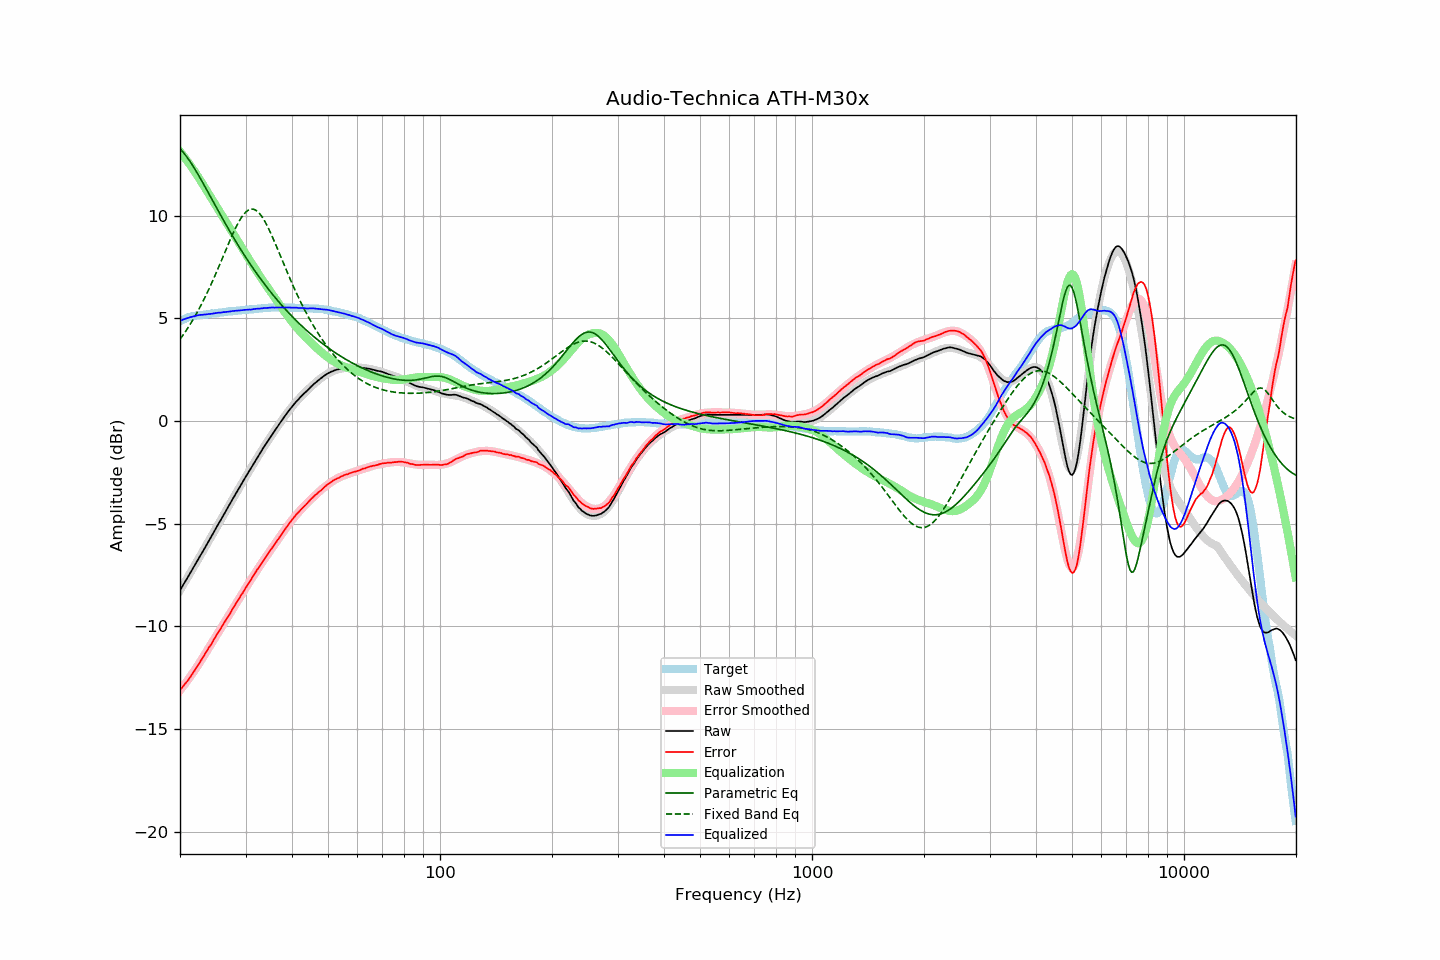 Audio-Technica ATH-M30x
Amplitude (dBr)
10
5
0
−5
−10
−15
−20
100
1000
10000
Frequency (Hz)
Target
Raw Smoothed
Error Smoothed
Raw
Error
Equalization
Parametric Eq
Fixed Band Eq
Equalized